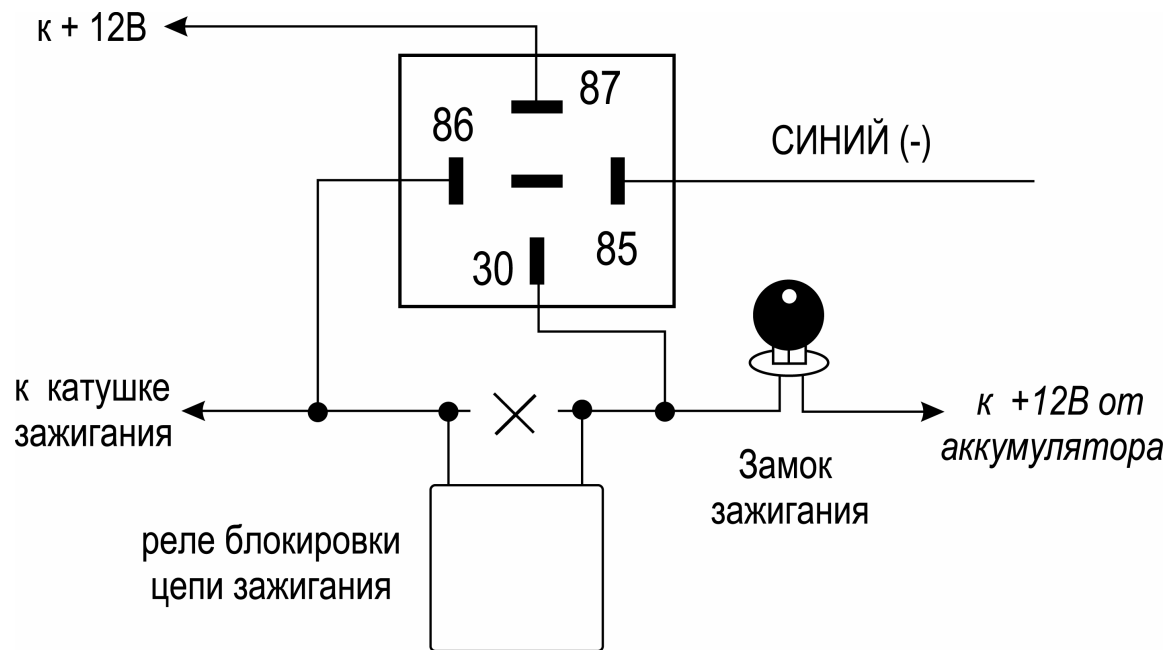 к + 12В
87
86
СИНИЙ (-)
85
30
к катушке
зажигания
к +12В от
аккумулятора
Замок
зажигания
реле блокировки
цепи зажигания